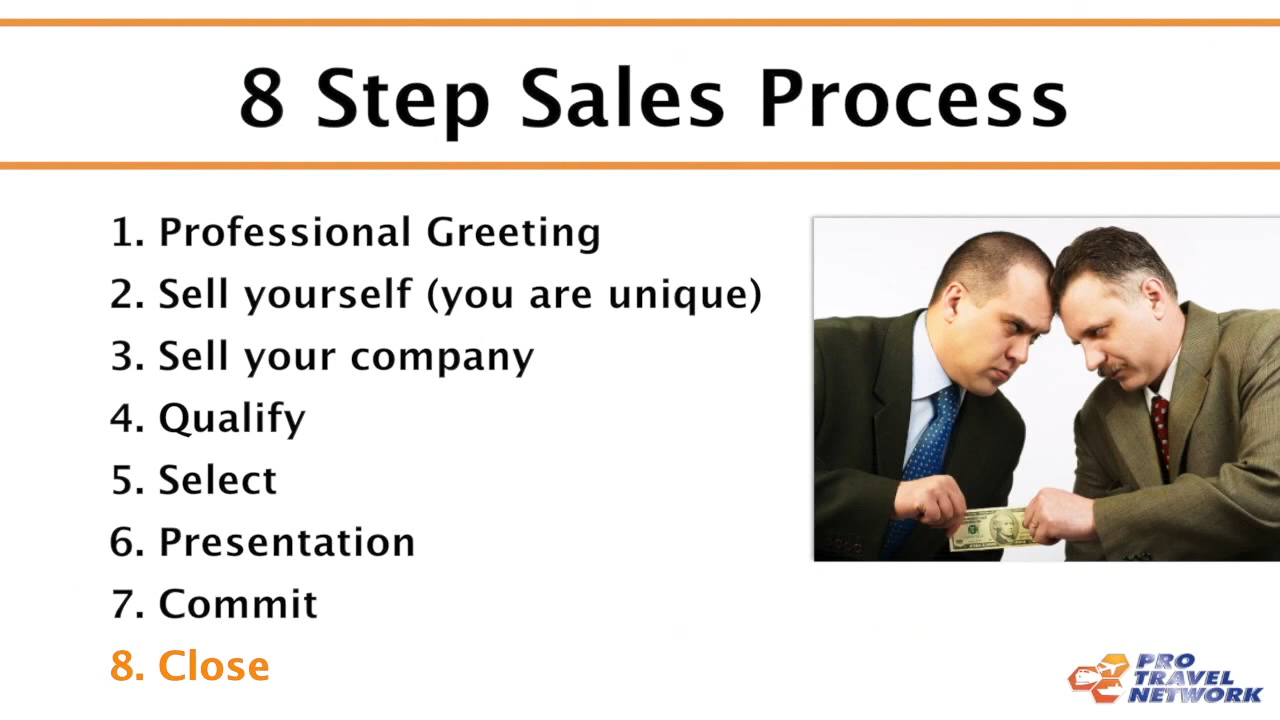 8 Step Sales Process
1. Professional Greeting
2. Sell yourself (you are unique)
3. Sell your company
4. Qualify
5. Select
6. Presentation
7. Commit
8. Close
PRO
TRAVEL
NETWORK